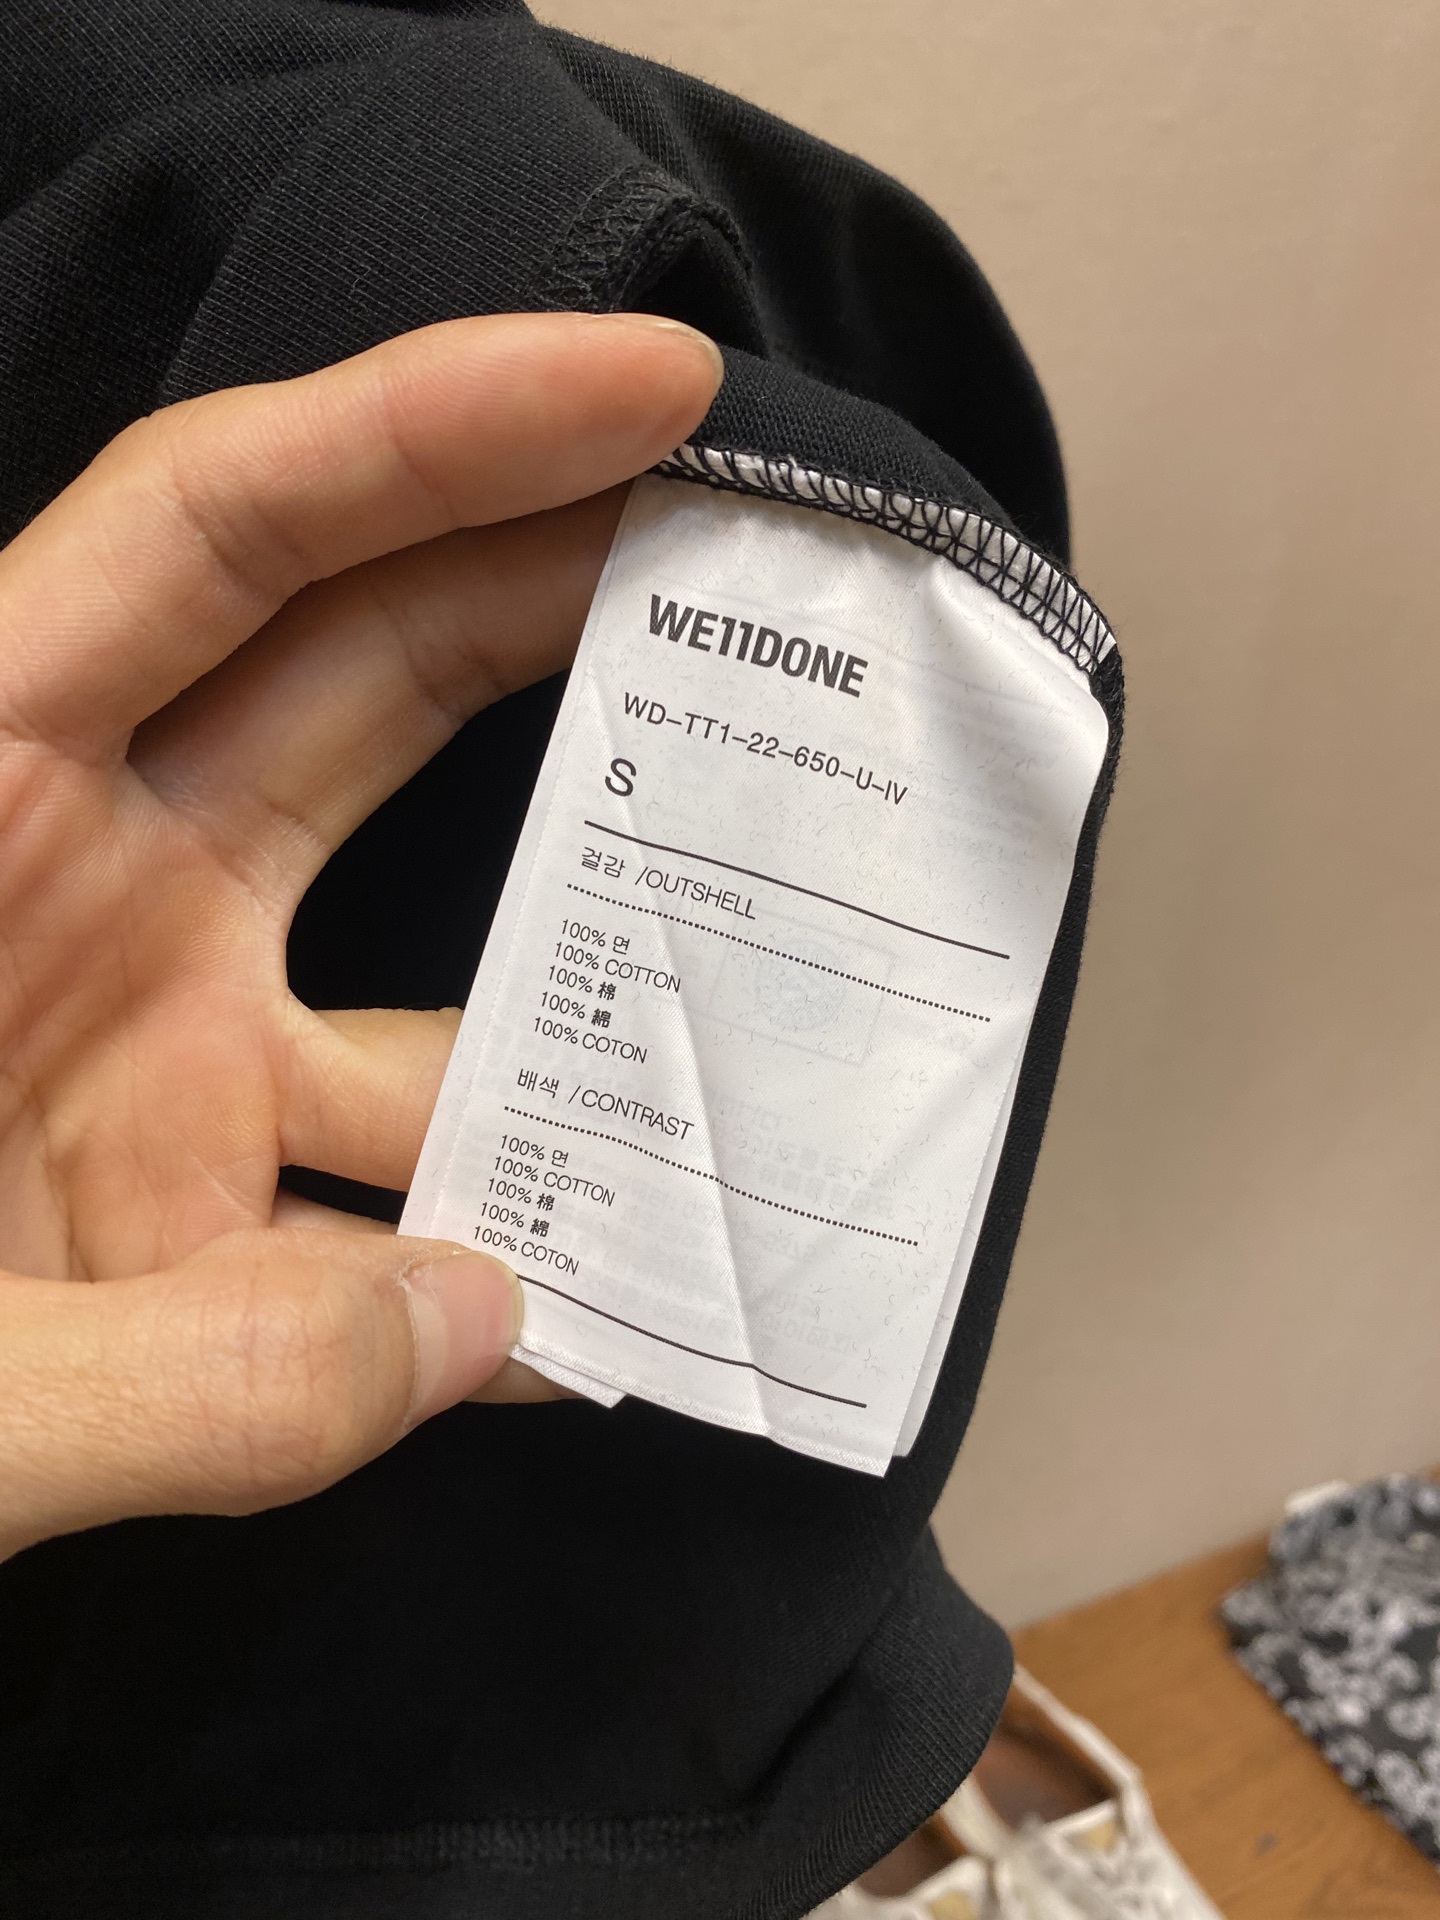 WE11DONE
WD-TT1-22-650-U-IV
S
겉감 /OUTSHELL
100% 면
100% COTTON
100% 棉
100% 綿
100% COTON
배색 /CONTRAST
100% 면
100% COTTON
100% 棉
100% 綿
100% COTON